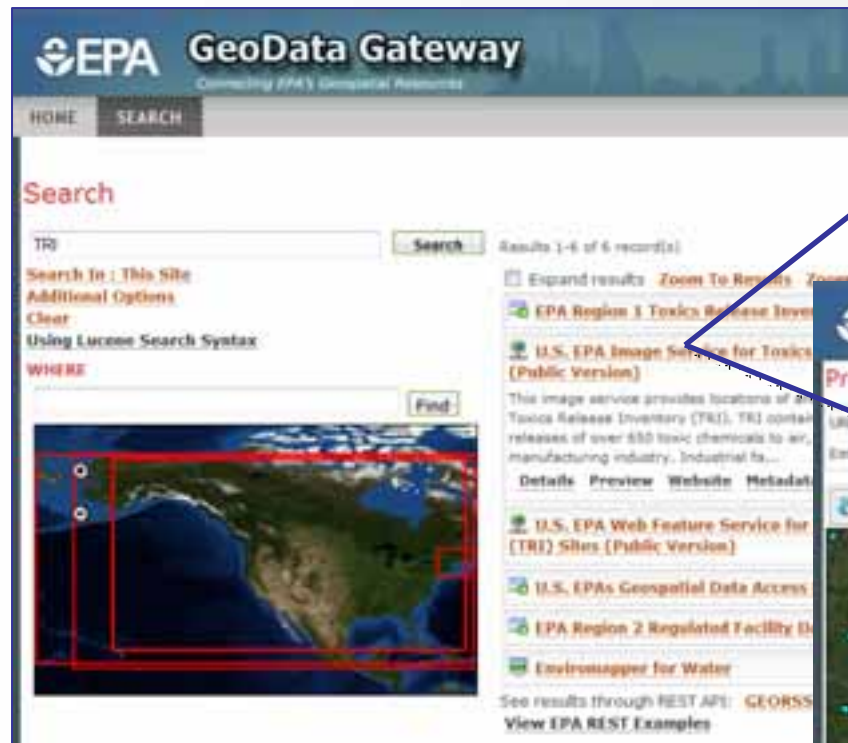 EPA GeoData Gateway
Connecting EPA's Geospatial Resources
HOME SEARCH
Search
TRI Search
Search In : This Site
Additional Options
Clear
Using Lucene Search Syntax
WHERE
Find
Results 1-6 of 6 record(s)
Expand results Zoom To Results
EPA Region 1 Toxics Release Inve
U.S. EPA Image Service for Toxics
(Public Version)
This image service provides locations of
Toxics Release Inventory (TRI). TRI contai
releases of over 650 toxic chemicals to air,
manufacturing industry. Industrial fa...
Details Preview Website Metadat
U.S. EPA Web Feature Service for
(TRI) Sites (Public Version)
U.S. EPAs Geospatial Data Access
EPA Region 2 Regulated Facility
Enviromapper for Water
See results through REST API: GEORSS
View EPA REST Examples
Pr